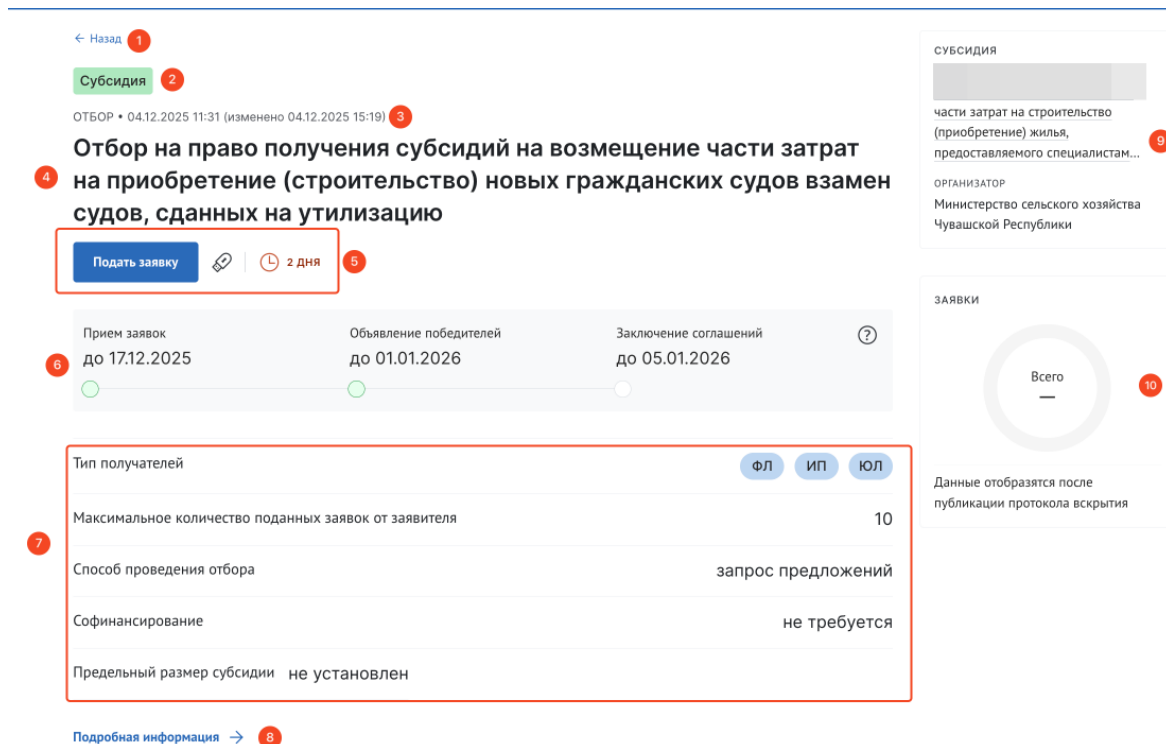 ← Назад 1
Субсидия 2
ОТБОР • 04.12.2025 11:31 (изменено 04.12.2025 15:19) 3
Отбор на право получения субсидий на возмещение части затрат
4 на приобретение (строительство) новых гражданских судов взамен
судов, сданных на утилизацию
Подать заявку 2 ДНЯ 5
Прием заявок Объявление победителей Заключение соглашений ?
6 до 17.12.2025 до 01.01.2026 до 05.01.2026
Тип получателей ФЛ ИП ЮЛ
Максимальное количество поданных заявок от заявителя 10
7
Способ проведения отбора запрос предложений
Софинансирование не требуется
Предельный размер субсидии не установлен
Подробная информация → 8
СУБСИДИЯ
части затрат на строительство
(приобретение) жилья,
предоставляемого специалистам...
9
ОРГАНИЗАТОР
Министерство сельского хозяйства
Чувашской Республики
ЗАЯВКИ
Всего
—
10
Данные отобразятся после
публикации протокола вскрытия